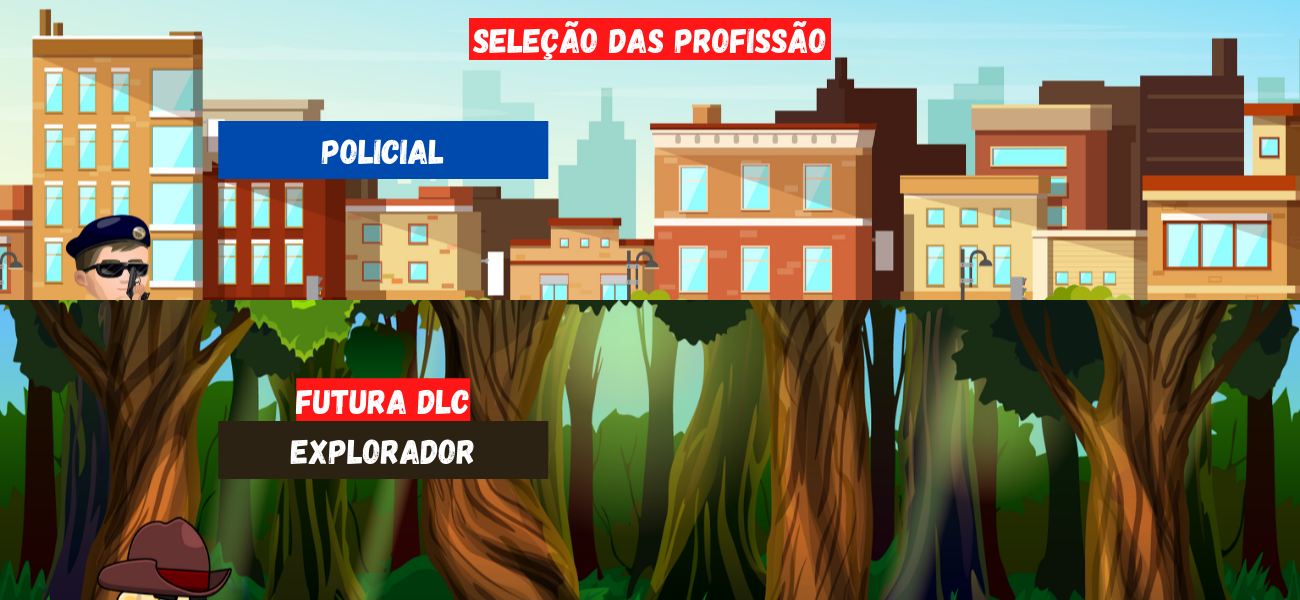 SELEÇÃO DAS PROFISSÃO
POLICIAL
FUTURA DLC
EXPLORADOR